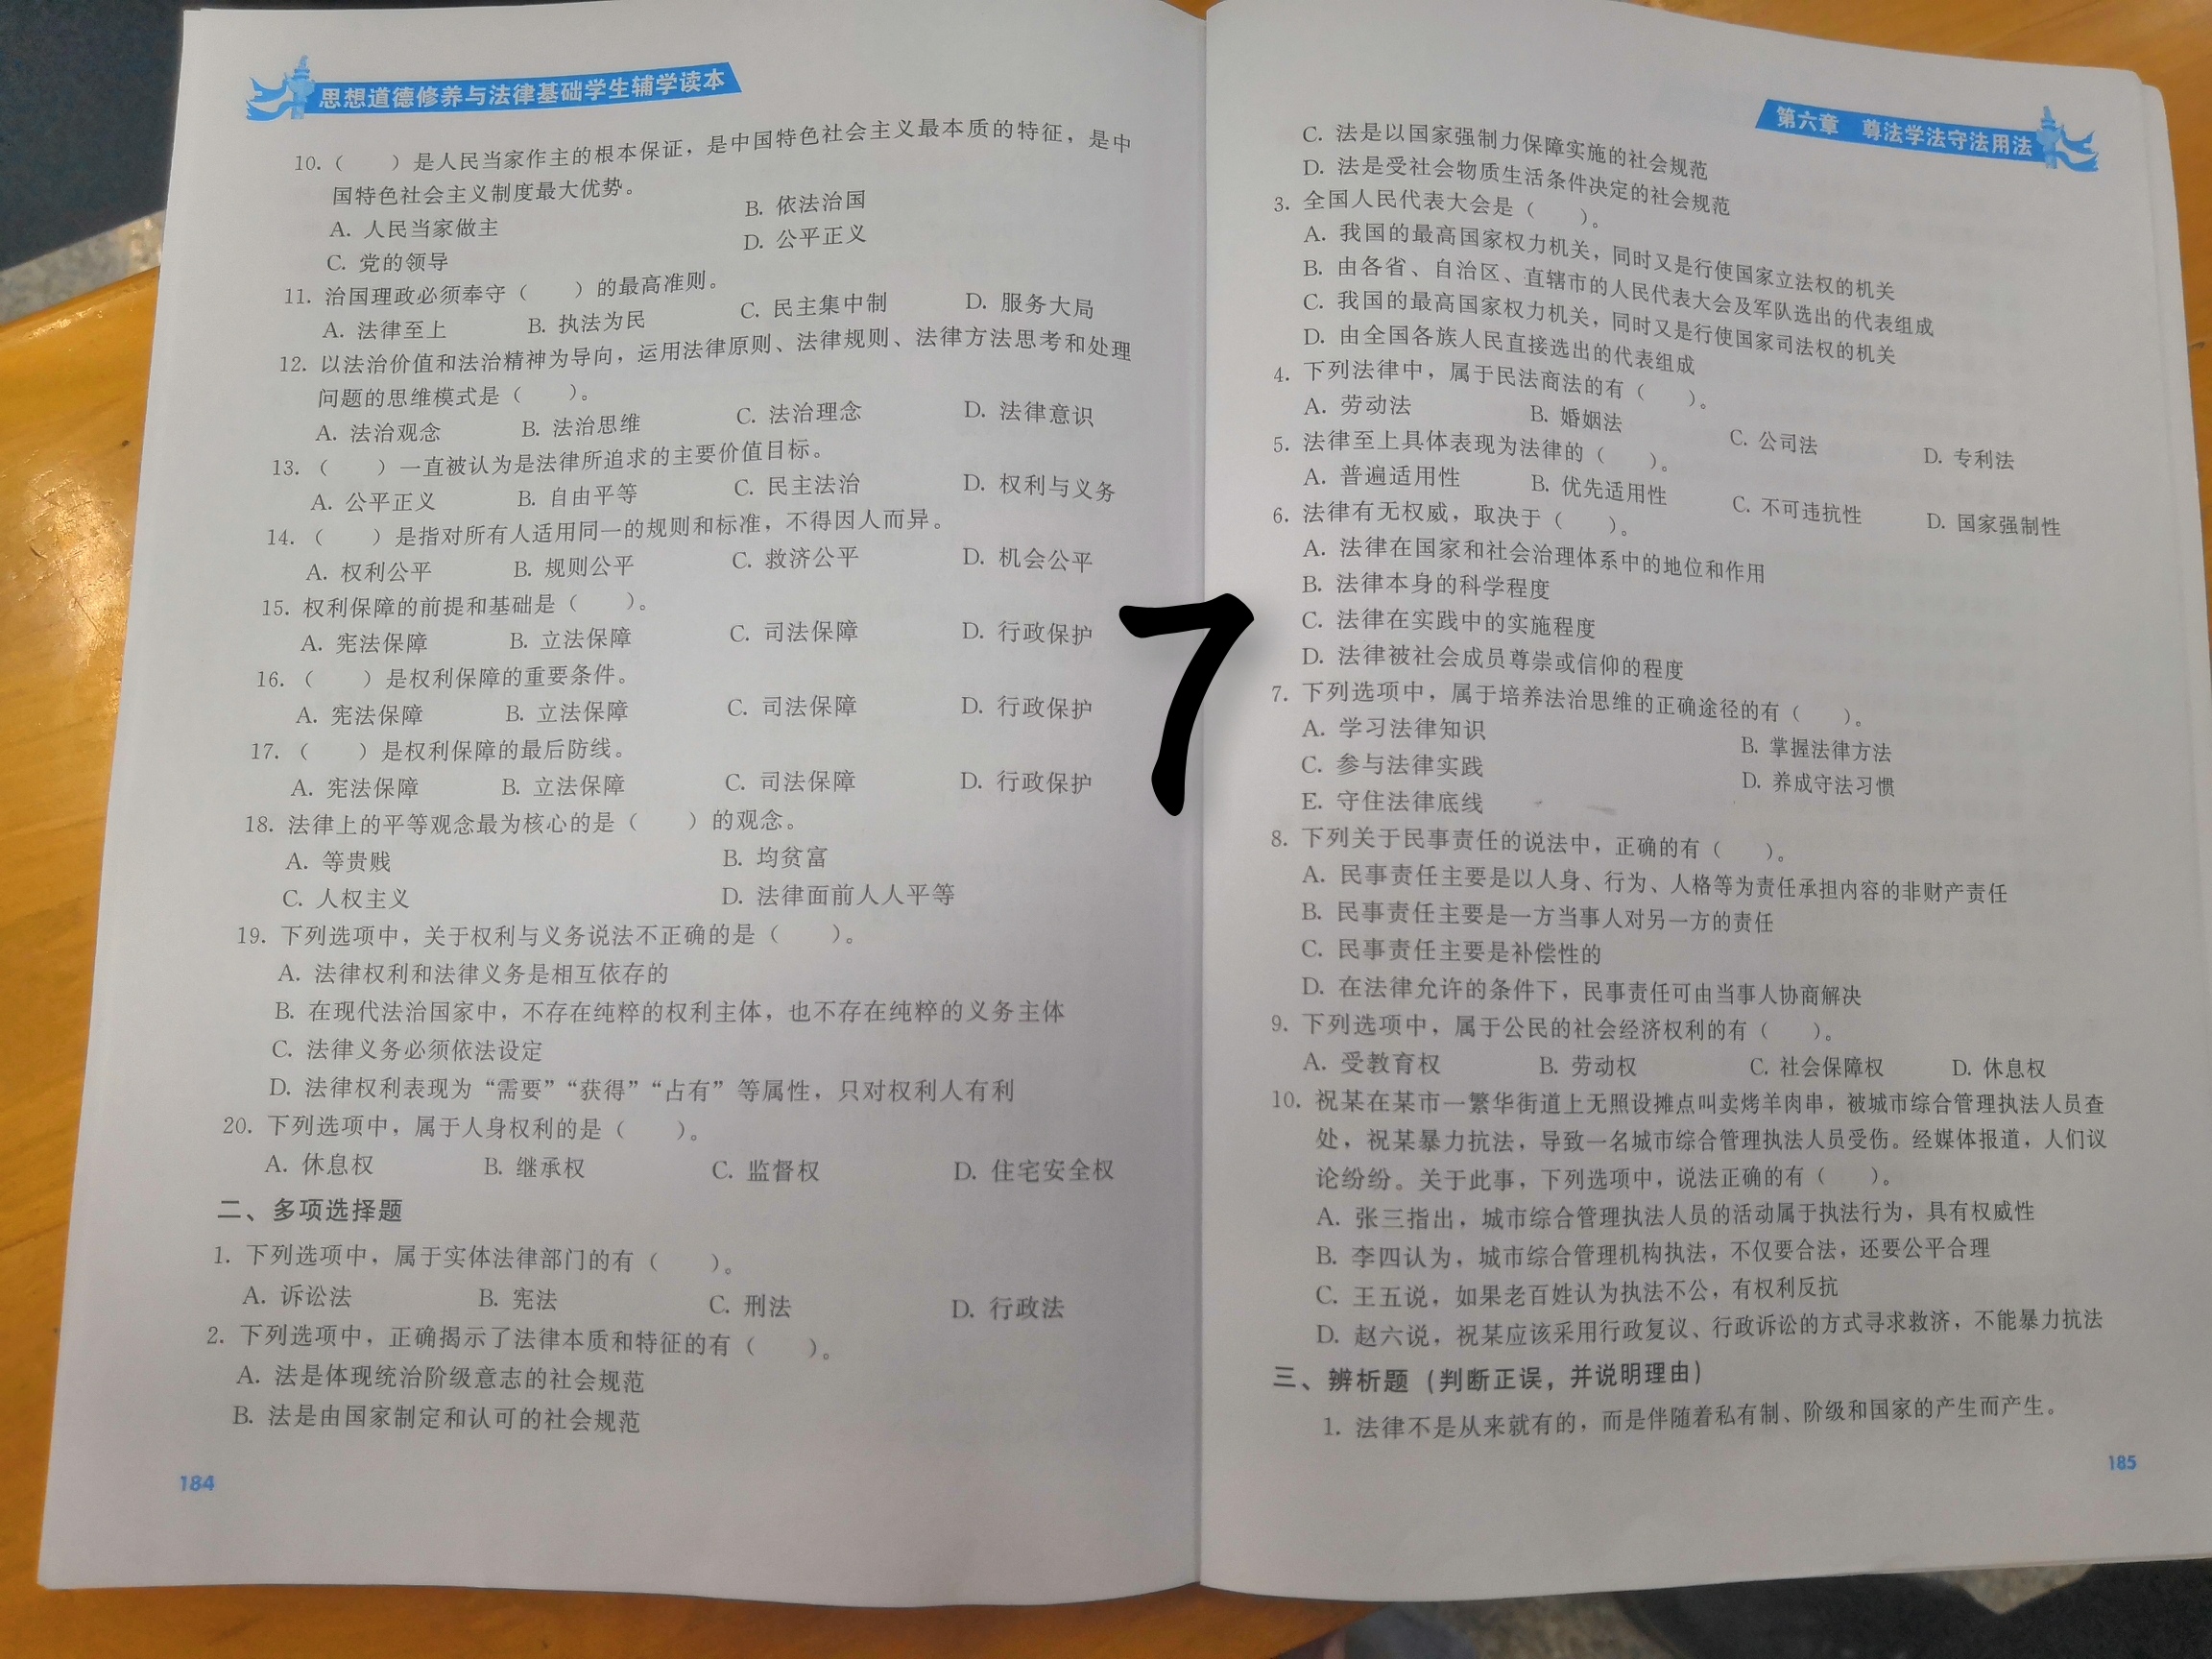 思想道德修养与法律基础学生辅学读本
10.（　　）是人民当家作主的根本保证，是中国特色社会主义最本质的特征，是中
国特色社会主义制度最大优势。
A. 人民当家做主　B. 依法治国
C. 党的领导　D. 公平正义
11. 治国理政必须奉守（　　）的最高准则。
A. 法律至上　B. 执法为民　C. 民主集中制　D. 服务大局
12. 以法治价值和法治精神为导向，运用法律原则、法律规则、法律方法思考和处理
问题的思维模式是（　　）。
A. 法治观念　B. 法治思维　C. 法治理念　D. 法律意识
13.（　　）一直被认为是法律所追求的主要价值目标。
A. 公平正义　B. 自由平等　C. 民主法治　D. 权利与义务
14.（　　）是指对所有人适用同一的规则和标准，不得因人而异。
A. 权利公平　B. 规则公平　C. 救济公平　D. 机会公平
15. 权利保障的前提和基础是（　　）。
A. 宪法保障　B. 立法保障　C. 司法保障　D. 行政保护
16.（　　）是权利保障的重要条件。
A. 宪法保障　B. 立法保障　C. 司法保障　D. 行政保护
17.（　　）是权利保障的最后防线。
A. 宪法保障　B. 立法保障　C. 司法保障　D. 行政保护
18. 法律上的平等观念最为核心的是（　　）的观念。
A. 等贵贱　B. 均贫富
C. 人权主义　D. 法律面前人人平等
19. 下列选项中，关于权利与义务说法不正确的是（　　）。
A. 法律权利和法律义务是相互依存的
B. 在现代法治国家中，不存在纯粹的权利主体，也不存在纯粹的义务主体
C. 法律义务必须依法设定
D. 法律权利表现为“需要”“获得”“占有”等属性，只对权利人有利
20. 下列选项中，属于人身权利的是（　　）。
A. 休息权　B. 继承权　C. 监督权　D. 住宅安全权
二、多项选择题
1. 下列选项中，属于实体法律部门的有（　　）。
A. 诉讼法　B. 宪法　C. 刑法　D. 行政法
2. 下列选项中，正确揭示了法律本质和特征的有（　　）。
A. 法是体现统治阶级意志的社会规范
B. 法是由国家制定和认可的社会规范
184
7
第六章　尊法学法守法用法
C. 法是以国家强制力保障实施的社会规范
D. 法是受社会物质生活条件决定的社会规范
3. 全国人民代表大会是（　　）。
A. 我国的最高国家权力机关，同时又是行使国家立法权的机关
B. 由各省、自治区、直辖市的人民代表大会及军队选出的代表组成
C. 我国的最高国家权力机关，同时又是行使国家司法权的机关
D. 由全国各族人民直接选出的代表组成
4. 下列法律中，属于民法商法的有（　　）。
A. 劳动法　B. 婚姻法　C. 公司法　D. 专利法
5. 法律至上具体表现为法律的（　　）。
A. 普遍适用性　B. 优先适用性　C. 不可违抗性　D. 国家强制性
6. 法律有无权威，取决于（　　）。
A. 法律在国家和社会治理体系中的地位和作用
B. 法律本身的科学程度
C. 法律在实践中的实施程度
D. 法律被社会成员尊崇或信仰的程度
7. 下列选项中，属于培养法治思维的正确途径的有（　　）。
A. 学习法律知识　B. 掌握法律方法
C. 参与法律实践　D. 养成守法习惯
E. 守住法律底线
8. 下列关于民事责任的说法中，正确的有（　　）。
A. 民事责任主要是以人身、行为、人格等为责任承担内容的非财产责任
B. 民事责任主要是一方当事人对另一方的责任
C. 民事责任主要是补偿性的
D. 在法律允许的条件下，民事责任可由当事人协商解决
9. 下列选项中，属于公民的社会经济权利的有（　　）。
A. 受教育权　B. 劳动权　C. 社会保障权　D. 休息权
10. 祝某在某市一繁华街道上无照设摊点叫卖烤羊肉串，被城市综合管理执法人员查
处，祝某暴力抗法，导致一名城市综合管理执法人员受伤。经媒体报道，人们议
论纷纷。关于此事，下列选项中，说法正确的有（　　）。
A. 张三指出，城市综合管理执法人员的活动属于执法行为，具有权威性
B. 李四认为，城市综合管理机构执法，不仅要合法，还要公平合理
C. 王五说，如果老百姓认为执法不公，有权利反抗
D. 赵六说，祝某应该采用行政复议、行政诉讼的方式寻求救济，不能暴力抗法
三、辨析题（判断正误，并说明理由）
1. 法律不是从来就有的，而是伴随着私有制、阶级和国家的产生而产生。
185